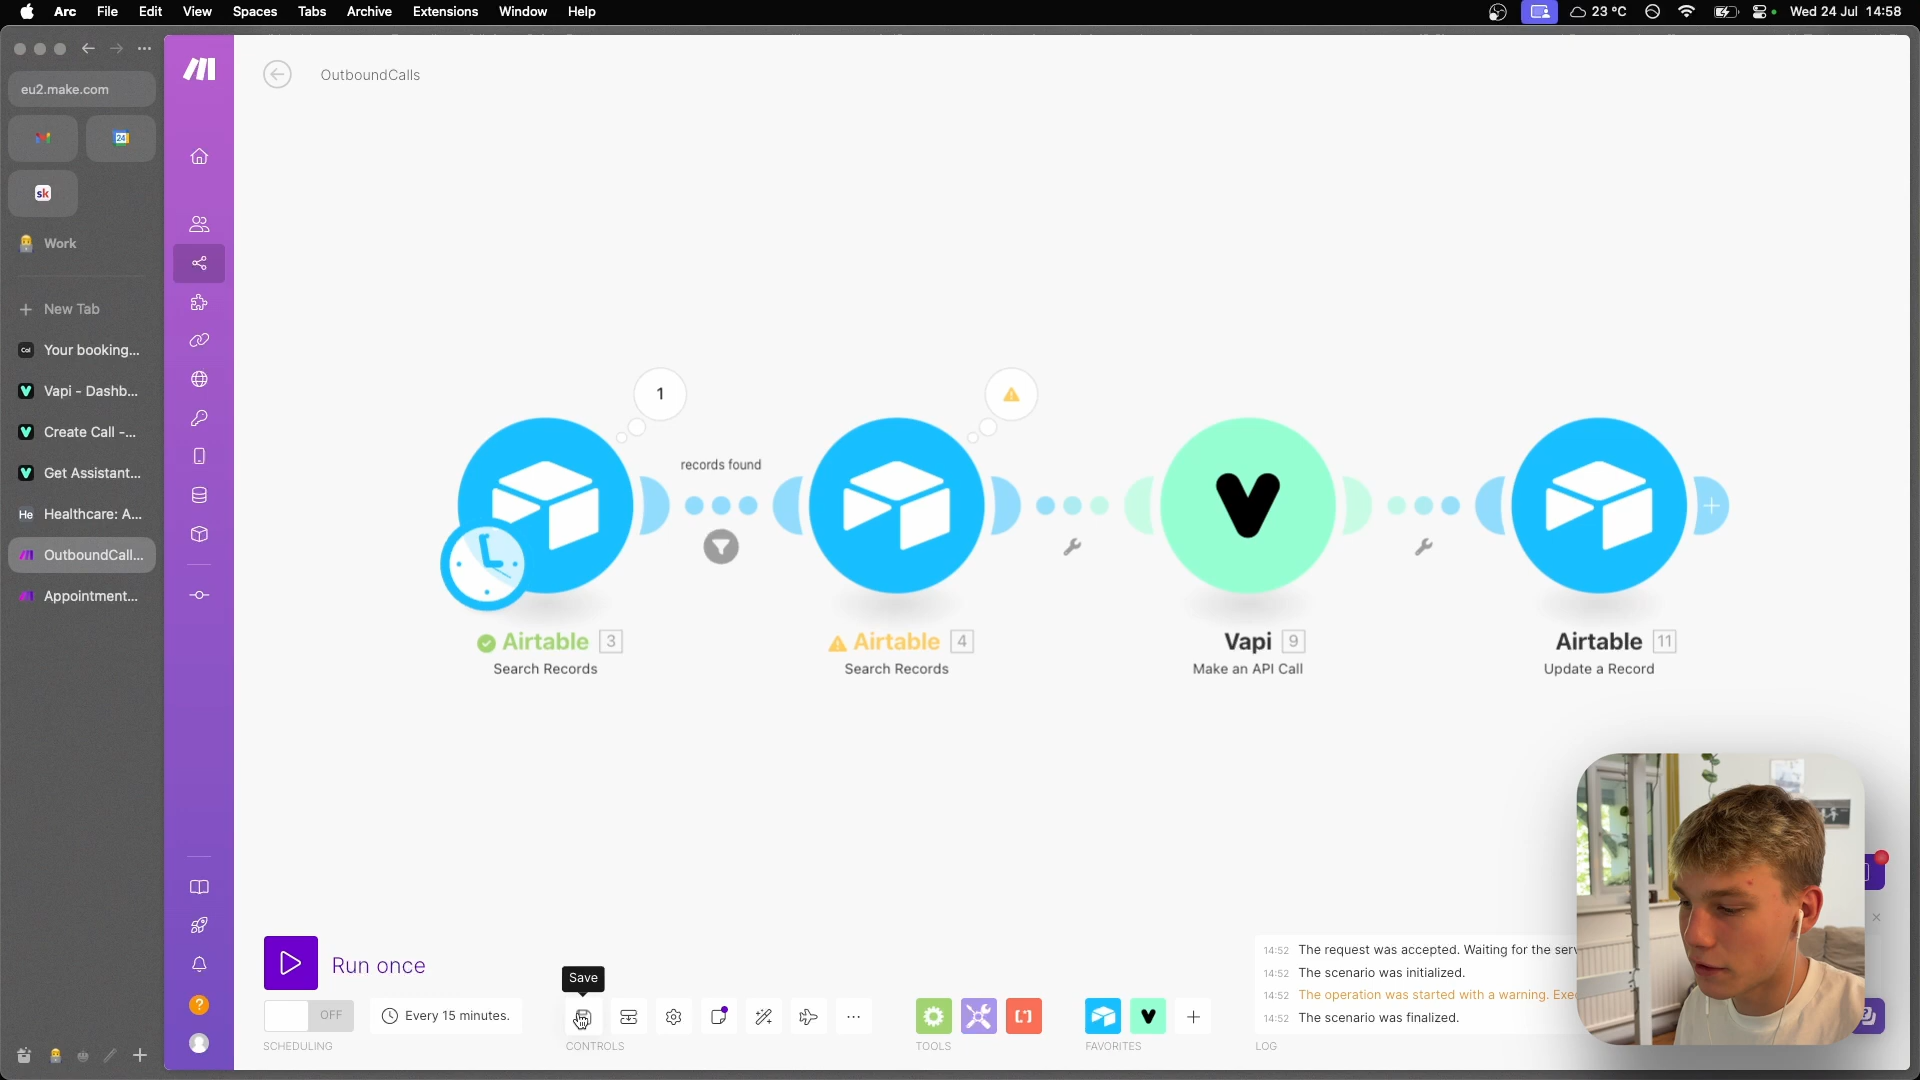 Arc File Edit View Spaces Tabs Archive Extensions Window Help
23 °C Wed 24 Jul 14:58
eu2.make.com
OutboundCalls
24
sk
Work
New Tab
Cal Your booking...
Vapi - Dashb...
Create Call -...
Get Assistant...
He Healthcare: A...
OutboundCall...
Appointment...
1
records found
Airtable 3
Search Records
Airtable 4
Search Records
Vapi 9
Make an API Call
Airtable 11
Update a Record
Run once
Save
OFF
Every 15 minutes.
SCHEDULING
CONTROLS
TOOLS
FAVORITES
LOG
14:52 The request was accepted. Waiting for the serv
14:52 The scenario was initialized.
14:52 The operation was started with a warning. Exec
14:52 The scenario was finalized.